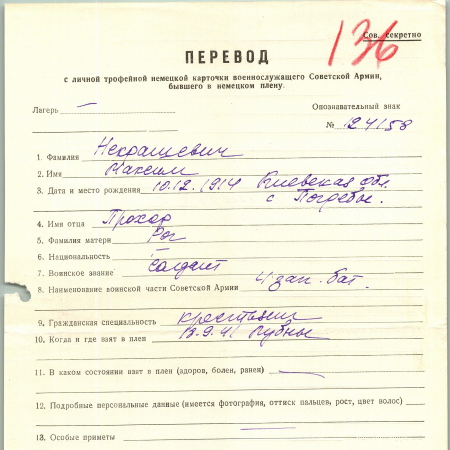 Сов. секретно
136
ПЕРЕВОД
с личной трофейной немецкой карточки военнослужащего Советской Армии,
бывшего в немецком плену.
Лагерь —
Опознавательный знак
№ 24158
1. Фамилия Некрашевич
2. Имя Максим
3. Дата и место рождения 10.12.1914 Киевская обл.
с Погребы.
4. Имя отца Прохор
5. Фамилия матери Рог
6. Национальность —
7. Воинское звание солдат
8. Наименование воинской части Советской Армии 4 зап. бат.
9. Гражданская специальность крестьянин
10. Когда и где взят в плен 18.9.41 Лубны
11. В каком состоянии взят в плен (здоров, болен, ранен) —
12. Подробные персональные данные (имеется фотография, оттиск пальцев, рост, цвет волос)
13. Особые приметы